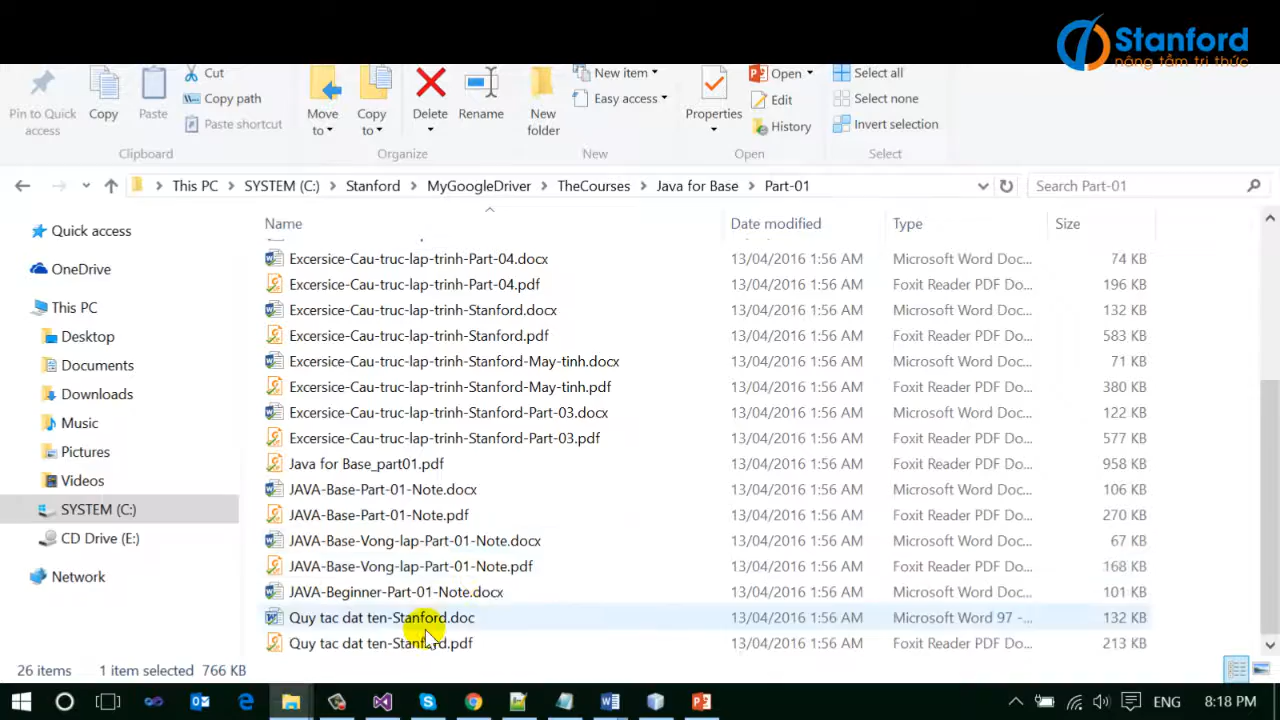 Stanford
nâng tầm tri thức
Cut
New item
Open
Select all
Copy path
Easy access
Edit
Select none
Pin to Quick access
Copy
Paste
Paste shortcut
Move to
Copy to
Delete
Rename
New folder
Properties
History
Invert selection
Clipboard
Organize
New
Open
Select
This PC > SYSTEM (C:) > Stanford > MyGoogleDriver > TheCourses > Java for Base > Part-01
Search Part-01
Name Date modified Type Size
Quick access
OneDrive
This PC
Desktop
Documents
Downloads
Music
Pictures
Videos
SYSTEM (C:)
CD Drive (E:)
Network
Excersice-Cau-truc-lap-trinh-Part-04.docx 13/04/2016 1:56 AM Microsoft Word Doc... 74 KB
Excersice-Cau-truc-lap-trinh-Part-04.pdf 13/04/2016 1:56 AM Foxit Reader PDF Do... 196 KB
Excersice-Cau-truc-lap-trinh-Stanford.docx 13/04/2016 1:56 AM Microsoft Word Doc... 132 KB
Excersice-Cau-truc-lap-trinh-Stanford.pdf 13/04/2016 1:56 AM Foxit Reader PDF Do... 583 KB
Excersice-Cau-truc-lap-trinh-Stanford-May-tinh.docx 13/04/2016 1:56 AM Microsoft Word Doc... 71 KB
Excersice-Cau-truc-lap-trinh-Stanford-May-tinh.pdf 13/04/2016 1:56 AM Foxit Reader PDF Do... 380 KB
Excersice-Cau-truc-lap-trinh-Stanford-Part-03.docx 13/04/2016 1:56 AM Microsoft Word Doc... 122 KB
Excersice-Cau-truc-lap-trinh-Stanford-Part-03.pdf 13/04/2016 1:56 AM Foxit Reader PDF Do... 577 KB
Java for Base_part01.pdf 13/04/2016 1:56 AM Foxit Reader PDF Do... 958 KB
JAVA-Base-Part-01-Note.docx 13/04/2016 1:56 AM Microsoft Word Doc... 106 KB
JAVA-Base-Part-01-Note.pdf 13/04/2016 1:56 AM Foxit Reader PDF Do... 270 KB
JAVA-Base-Vong-lap-Part-01-Note.docx 13/04/2016 1:56 AM Microsoft Word Doc... 67 KB
JAVA-Base-Vong-lap-Part-01-Note.pdf 13/04/2016 1:56 AM Foxit Reader PDF Do... 168 KB
JAVA-Beginner-Part-01-Note.docx 13/04/2016 1:56 AM Microsoft Word Doc... 101 KB
Quy tac dat ten-Stanford.doc 13/04/2016 1:56 AM Microsoft Word 97 -... 132 KB
Quy tac dat ten-Stanford.pdf 13/04/2016 1:56 AM Foxit Reader PDF Do... 213 KB
26 items 1 item selected 766 KB
ENG 8:18 PM